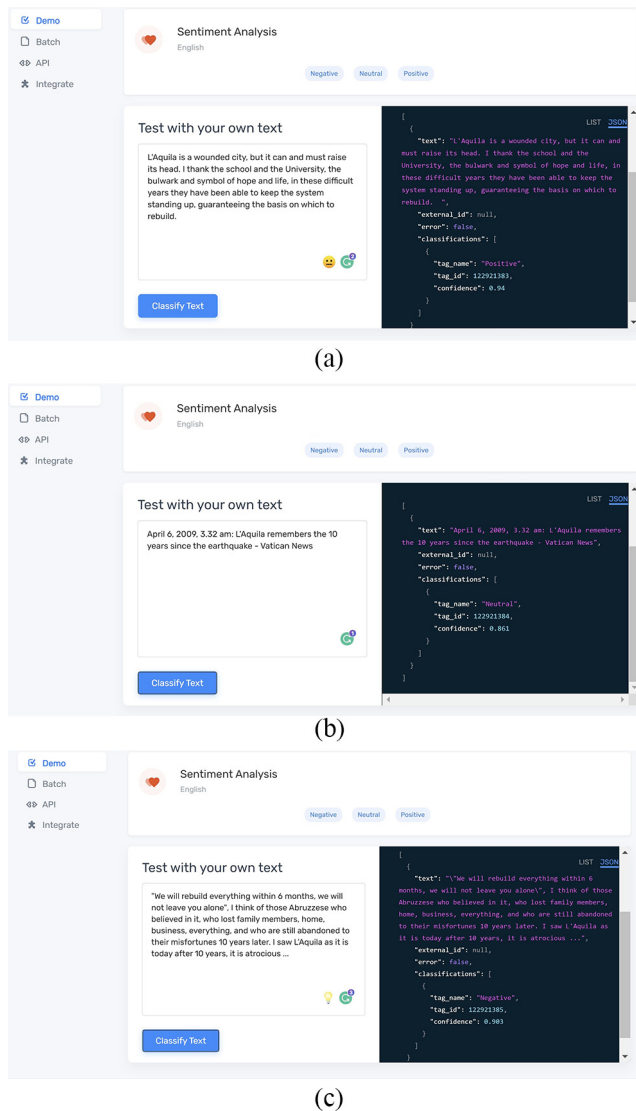 Demo
Batch
API
Integrate
Sentiment Analysis
English
Negative Neutral Positive
Test with your own text
L'Aquila is a wounded city, but it can and must raise
its head. I thank the school and the University, the
bulwark and symbol of hope and life, in these difficult
years they have been able to keep the system
standing up, guaranteeing the basis on which to
rebuild.
2
Classify Text
LIST JSON
[
{
"text": "L'Aquila is a wounded city, but it can and
must raise its head. I thank the school and the
University, the bulwark and symbol of hope and life,
in these difficult years they have been able to keep the
system standing up, guaranteeing the basis on which to
rebuild.  ",
"external_id": null,
"error": false,
"classifications": [
{
"tag_name": "Positive",
"tag_id": 122921383,
"confidence": 0.94
}
]
}
(a)
Demo
Batch
API
Integrate
Sentiment Analysis
English
Negative Neutral Positive
Test with your own text
April 6, 2009, 3.32 am: L'Aquila remembers the 10
years since the earthquake - Vatican News
1
Classify Text
LIST JSON
[
{
"text": "April 6, 2009, 3.32 am: L'Aquila remembers
the 10 years since the earthquake - Vatican News",
"external_id": null,
"error": false,
"classifications": [
{
"tag_name": "Neutral",
"tag_id": 122921384,
"confidence": 0.861
}
]
}
]
(b)
Demo
Batch
API
Integrate
Sentiment Analysis
English
Negative Neutral Positive
Test with your own text
"We will rebuild everything within 6 months, we will
not leave you alone", I think of those Abruzzese who
believed in it, who lost family members, home,
business, everything, and who are still abandoned to
their misfortunes 10 years later. I saw L'Aquila as it is
today after 10 years, it is atrocious ...
Classify Text
LIST JSON
[
{
"text": "\"We will rebuild everything within 6
months, we will not leave you alone\", I think of those
Abruzzese who believed in it, who lost family members,
home, business, everything, and who are still abandoned
to their misfortunes 10 years later. I saw L'Aquila as
it is today after 10 years, it is atrocious ...",
"external_id": null,
"error": false,
"classifications": [
{
"tag_name": "Negative",
"tag_id": 122921385,
"confidence": 0.903
}
]
}
(c)